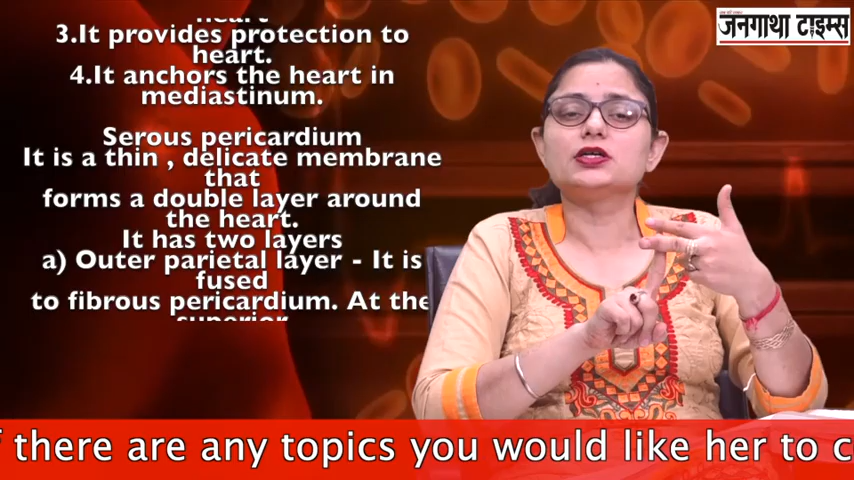 heart
3.It provides protection to
heart.
4.It anchors the heart in
mediastinum.
Serous pericardium
It is a thin , delicate membrane
that
forms a double layer around
the heart.
It has two layers
a) Outer parietal layer - It is
fused
to fibrous pericardium. At the
superior
जनगाथा टाइम्स
f there are any topics you would like her to c